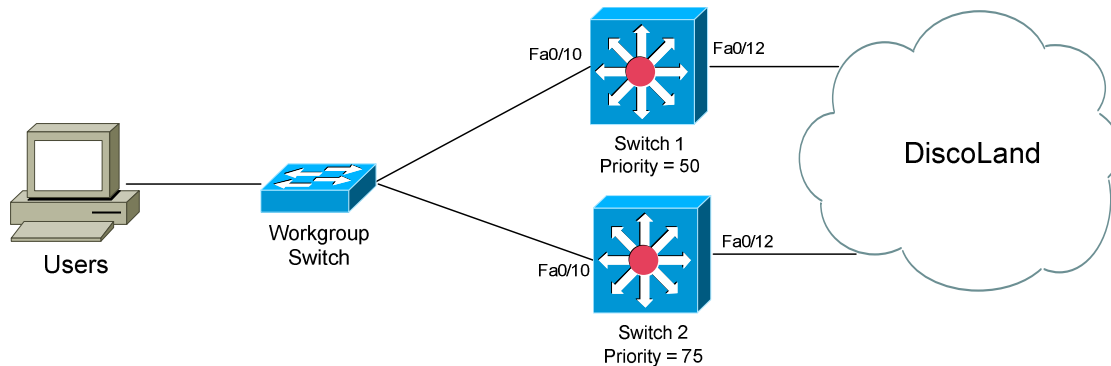 Users
Workgroup
Switch
Fa0/10
Fa0/12
Switch 1
Priority = 50
Fa0/10
Fa0/12
Switch 2
Priority = 75
DiscoLand